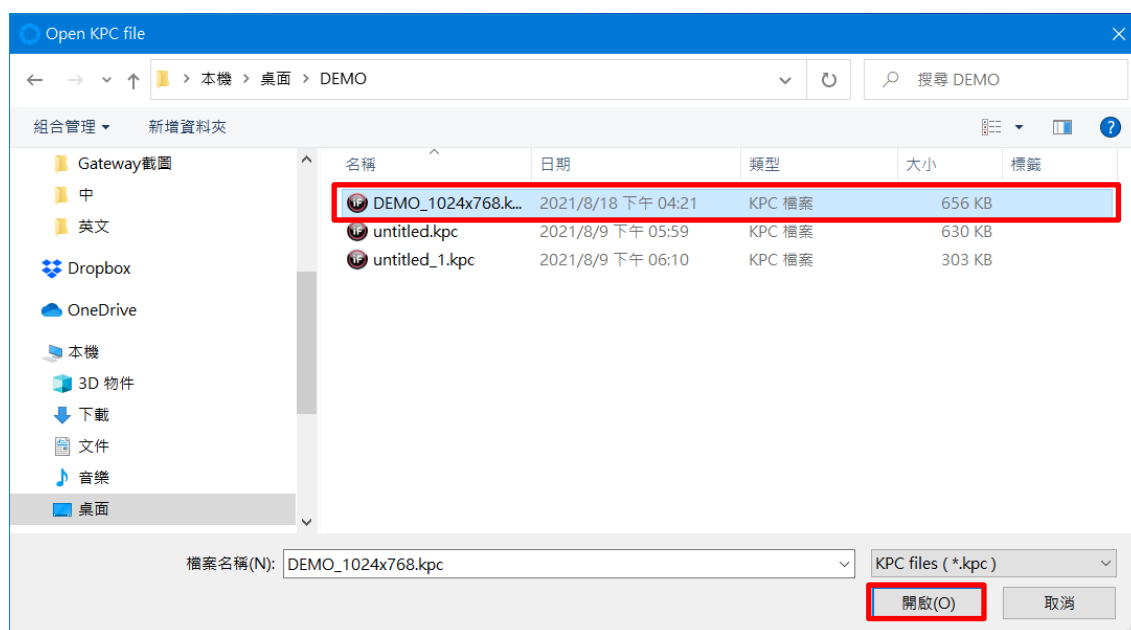 Open KPC file
本機 > 桌面 > DEMO
搜尋 DEMO
組合管理 新增資料夾
Gateway截圖
中
英文
Dropbox
OneDrive
本機
3D 物件
下載
文件
音樂
桌面
名稱 日期 類型 大小 標籤
DEMO_1024x768.k... 2021/8/18 下午 04:21 KPC 檔案 656 KB
untitled.kpc 2021/8/9 下午 05:59 KPC 檔案 630 KB
untitled_1.kpc 2021/8/9 下午 06:10 KPC 檔案 303 KB
檔案名稱(N): DEMO_1024x768.kpc KPC files ( *.kpc )
開啟(O) 取消